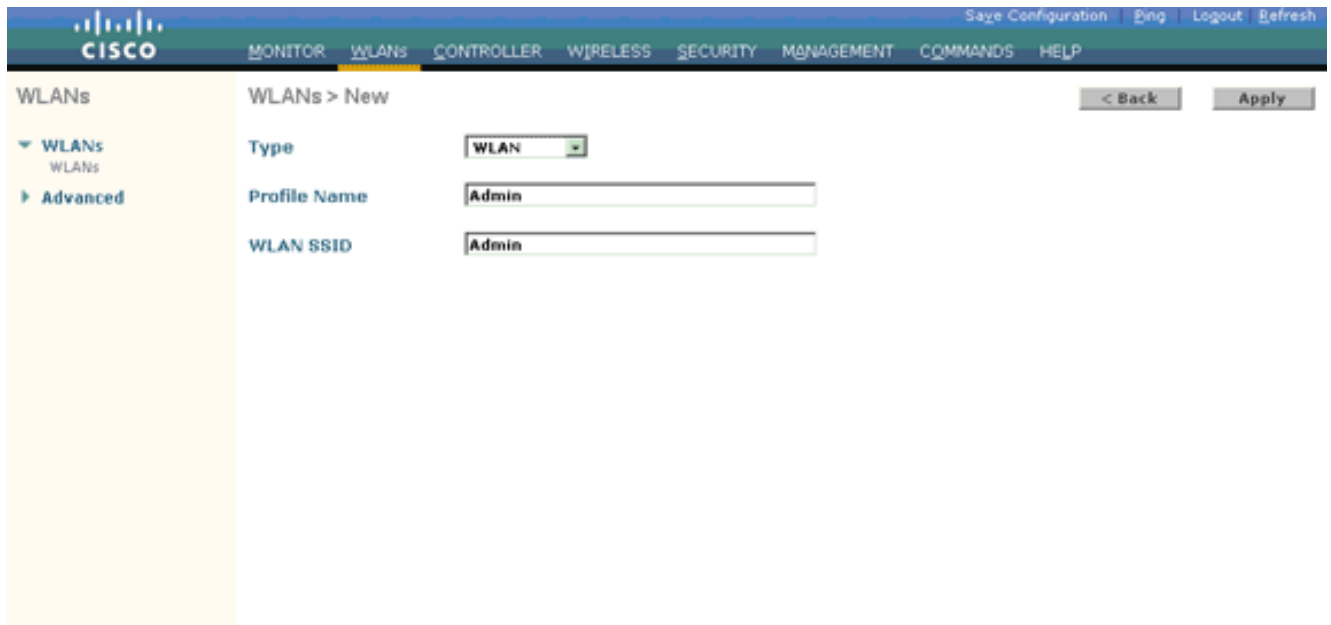 Save Configuration | Ping | Logout | Refresh
CISCO
MONITOR WLANs CONTROLLER WIRELESS SECURITY MANAGEMENT COMMANDS HELP
WLANs
WLANs > New
< Back
Apply
WLANs
WLANs
Advanced
Type WLAN
Profile Name Admin
WLAN SSID Admin